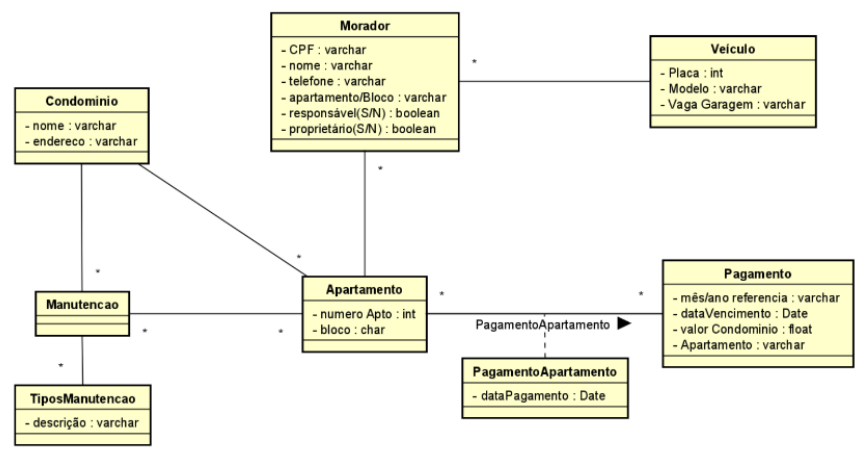 Morador
- CPF : varchar
- nome : varchar
- telefone : varchar
- apartamento/Bloco : varchar
- responsável(S/N) : boolean
- proprietário(S/N) : boolean
*
*
Veículo
- Placa : int
- Modelo : varchar
- Vaga Garagem : varchar
Condominio
- nome : varchar
- endereco : varchar
*
*
Manutencao
*
*
*
Apartamento
- numero Apto : int
- bloco : char
*
*
PagamentoApartamento
Pagamento
- mês/ano referencia : varchar
- dataVencimento : Date
- valor Condominio : float
- Apartamento : varchar
PagamentoApartamento
- dataPagamento : Date
TiposManutencao
- descrição : varchar